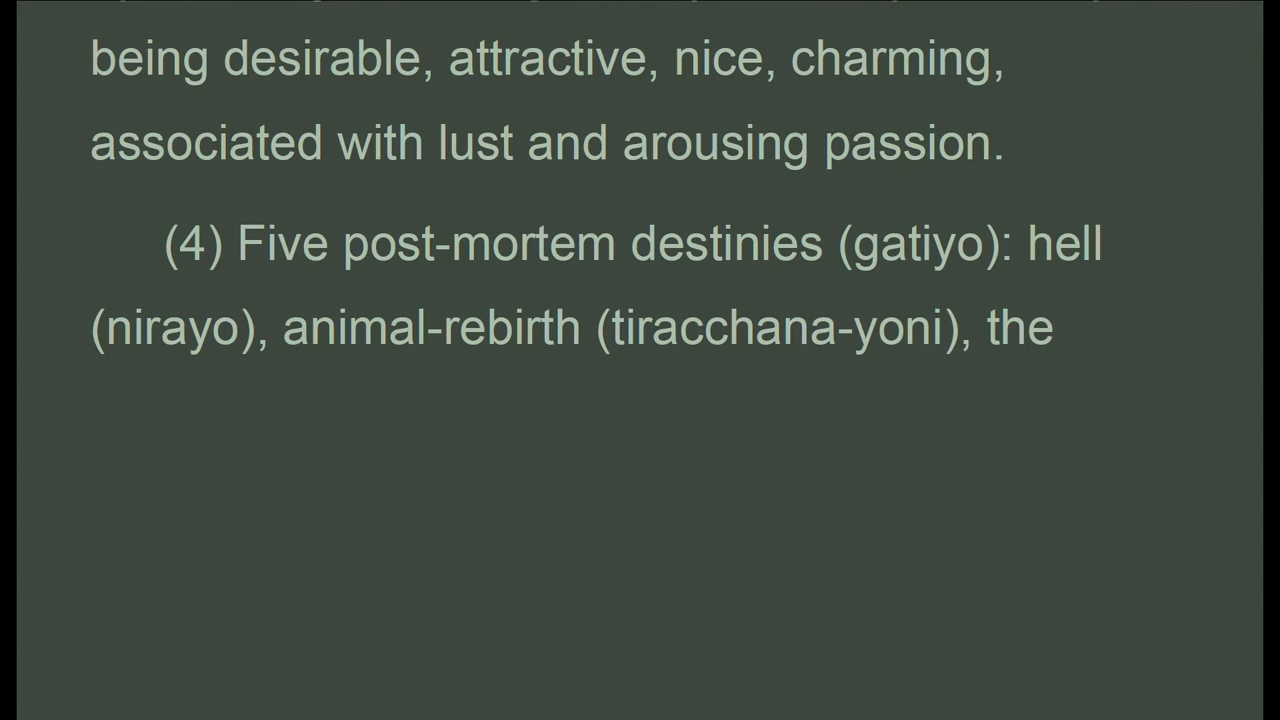 being desirable, attractive, nice, charming,
associated with lust and arousing passion.
(4) Five post-mortem destinies (gatiyo): hell
(nirayo), animal-rebirth (tiracchana-yoni), the